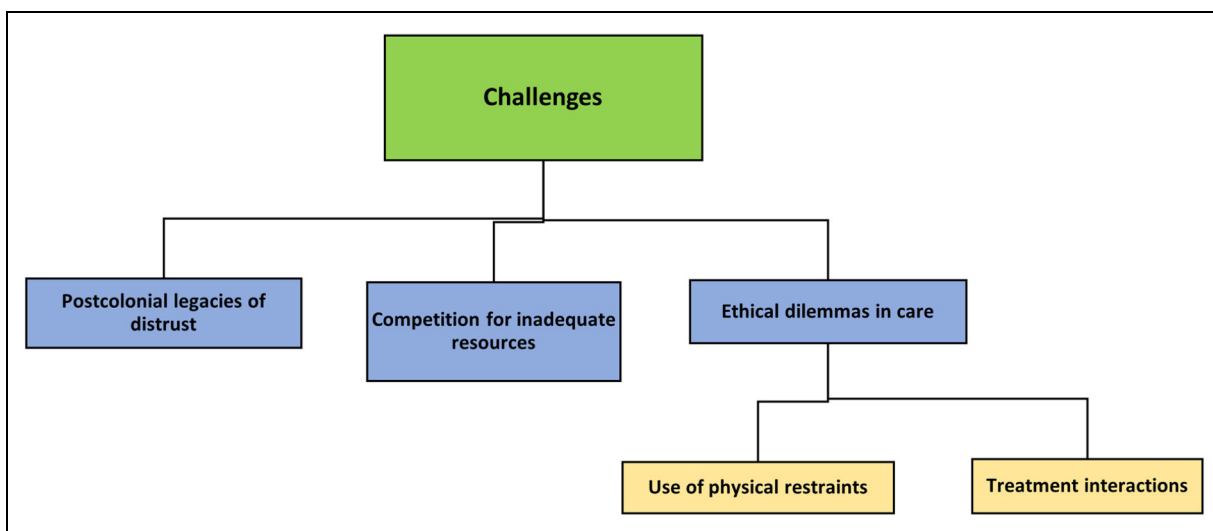 Challenges
Postcolonial legacies of
distrust
Competition for inadequate
resources
Ethical dilemmas in care
Use of physical restraints
Treatment interactions